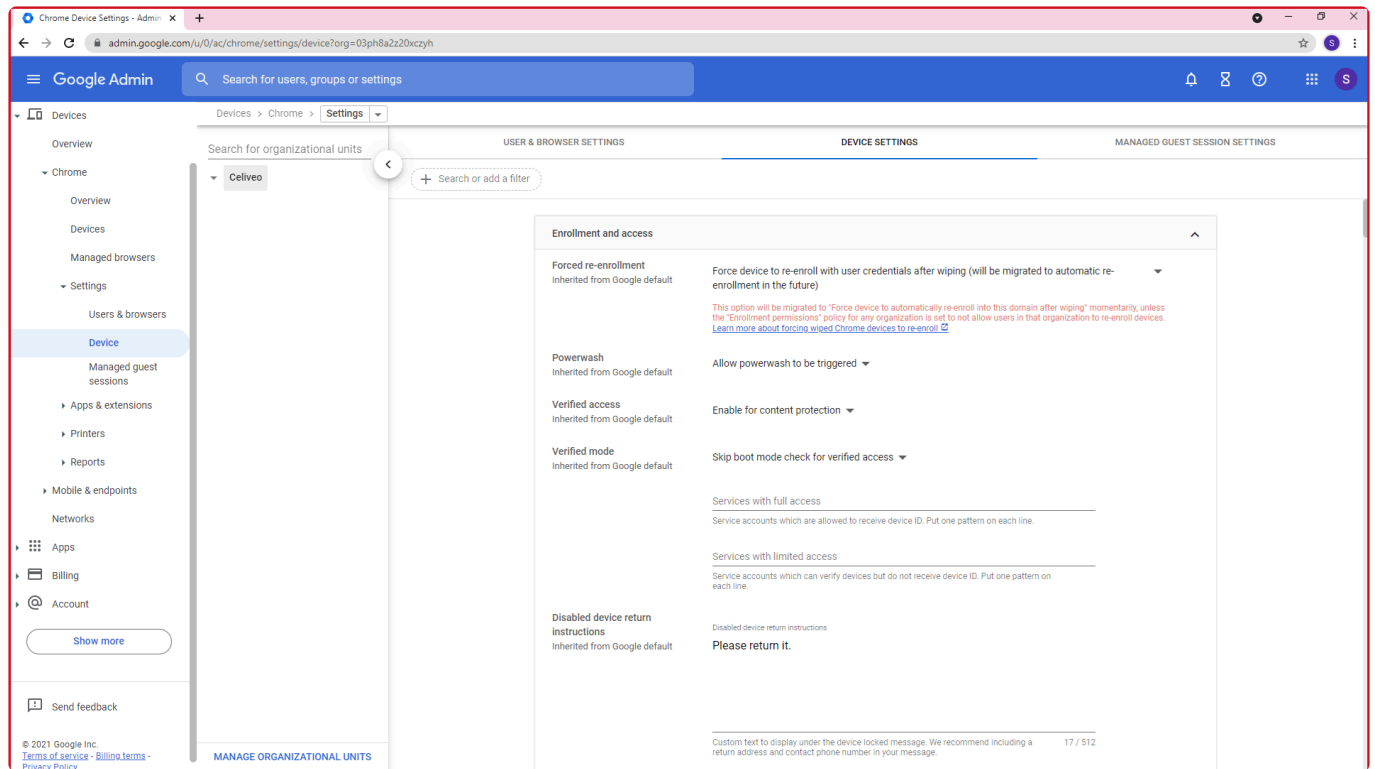 Chrome Device Settings - Admin
admin.google.com/u/0/ac/chrome/settings/device?org=03ph8a2z20xczyh
S
Google Admin
Search for users, groups or settings
S
Devices
Overview
Chrome
Overview
Devices
Managed browsers
Settings
Users & browsers
Device
Managed guest
sessions
Apps & extensions
Printers
Reports
Mobile & endpoints
Networks
Apps
Billing
Account
Show more
Send feedback
© 2021 Google Inc.
Terms of service - Billing terms -
Privacy Policy
Devices > Chrome > Settings
Search for organizational units
Celiveo
MANAGE ORGANIZATIONAL UNITS
USER & BROWSER SETTINGS
DEVICE SETTINGS
MANAGED GUEST SESSION SETTINGS
+ Search or add a filter
Enrollment and access
Forced re-enrollment
Inherited from Google default
Force device to re-enroll with user credentials after wiping (will be migrated to automatic re-
enrollment in the future)
This option will be migrated to "Force device to automatically re-enroll into this domain after wiping" momentarily, unless
the "Enrollment permissions" policy for any organization is set to not allow users in that organization to re-enroll devices.
Learn more about forcing wiped Chrome devices to re-enroll
Powerwash
Inherited from Google default
Allow powerwash to be triggered
Verified access
Inherited from Google default
Enable for content protection
Verified mode
Inherited from Google default
Skip boot mode check for verified access
Services with full access
Service accounts which are allowed to receive device ID. Put one pattern on each line.
Services with limited access
Service accounts which can verify devices but do not receive device ID. Put one pattern on
each line.
Disabled device return
instructions
Inherited from Google default
Disabled device return instructions
Please return it.
Custom text to display under the device locked message. We recommend including a
return address and contact phone number in your message.
17 / 512